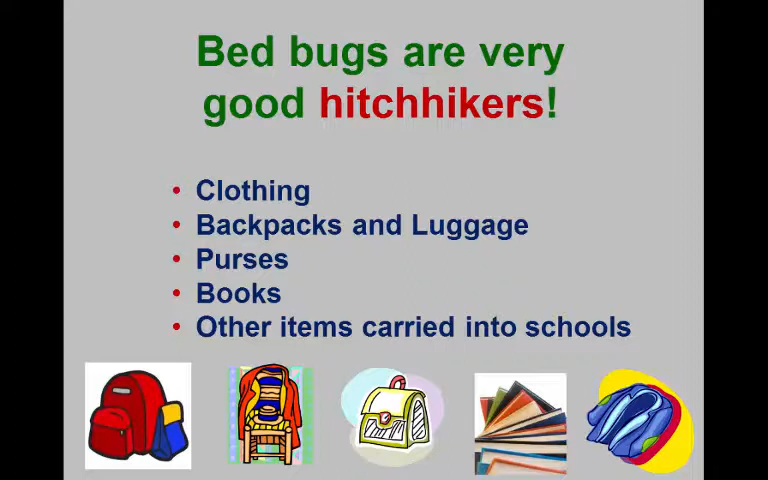 Bed bugs are very
good hitchhikers!
• Clothing
• Backpacks and Luggage
• Purses
• Books
• Other items carried into schools